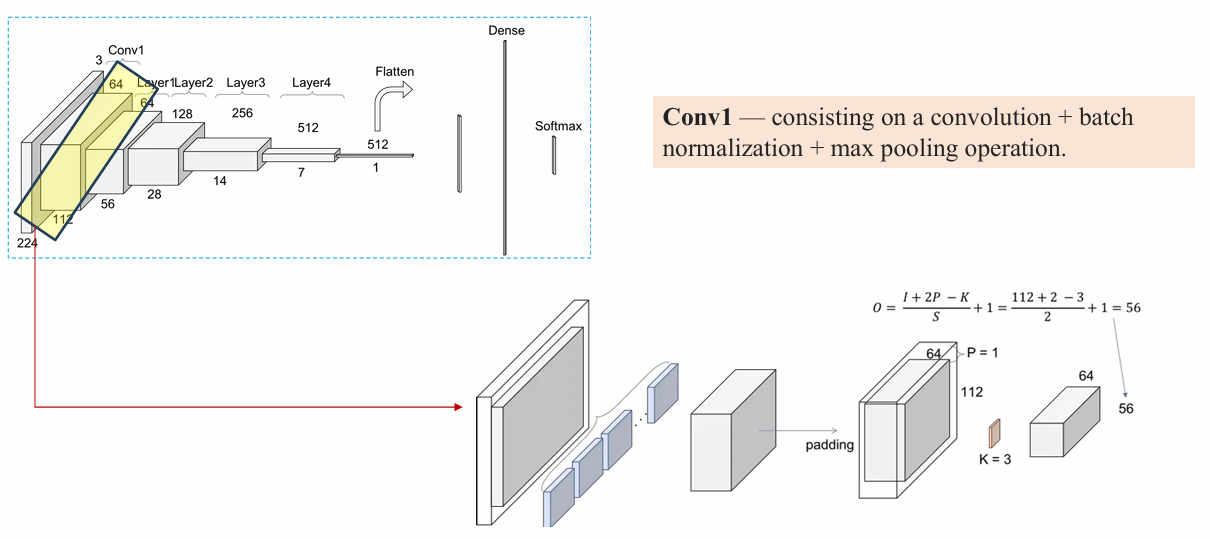 Dense
Conv1
3
64
Layer1
Layer2
Layer3
Layer4
Flatten
64
128
256
512
512
Softmax
1
7
14
28
56
112
224
Conv1 — consisting on a convolution + batch
normalization + max pooling operation.
O = (I + 2P − K)/S + 1 = (112 + 2 − 3)/2 + 1 = 56
64
P = 1
112
64
56
padding
K = 3